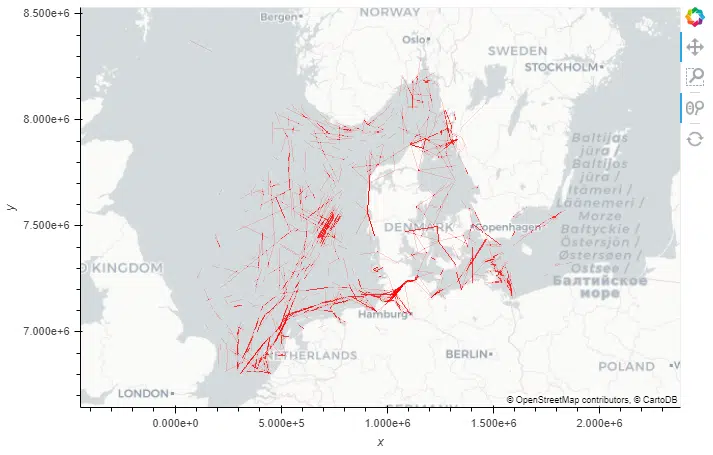 8.500e+6
8.000e+6
7.500e+6
7.000e+6
y
Bergen
NORWAY
Oslo
SWEDEN
STOCKHOLM
Baltijas
jūra /
Baltijos
jūra /
Itämeri /
Läänemeri /
Morze
Bałtyckie /
Östersjön /
Østersøen /
Ostsee /
Балтийское
море
DENMARK
Copenhagen
D KINGDOM
Hamburg
NETHERLANDS
BERLIN
POLAND
W
LONDON
GERMANY
© OpenStreetMap contributors, © CartoDB
0.000e+0
5.000e+5
1.000e+6
1.500e+6
2.000e+6
x